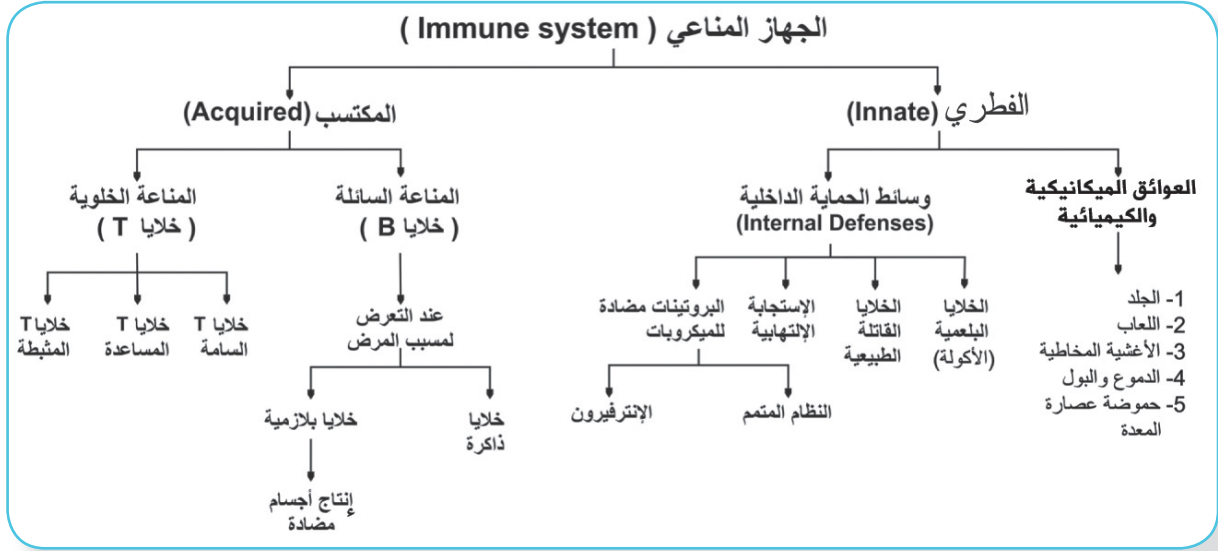 الجهاز المناعي ( Immune system )
الفطري (Innate)
المكتسب (Acquired)
العوائق الميكانيكية
والكيميائية
1- الجلد
2- اللعاب
3- الأغشية المخاطية
4- الدموع والبول
5- حموضة عصارة
المعدة
وسائط الحماية الداخلية
(Internal Defenses)
الخلايا
البلعمية
(الأكولة)
الخلايا
القاتلة
الطبيعية
الإستجابة
الإلتهابية
البروتينات مضادة
للميكروبات
النظام المتمم
الإنترفيرون
المناعة السائلة
( خلايا B )
عند التعرض
لمسبب المرض
خلايا
ذاكرة
خلايا بلازمية
إنتاج أجسام
مضادة
المناعة الخلوية
( خلايا T )
خلايا T
السامة
خلايا T
المساعدة
خلايا T
المثبطة